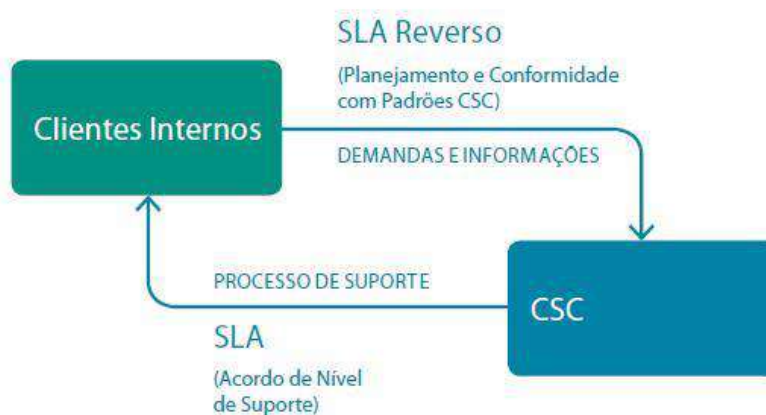 SLA Reverso
(Planejamento e Conformidade
com Padrões CSC)
Clientes Internos
DEMANDAS E INFORMAÇÕES
PROCESSO DE SUPORTE
CSC
SLA
(Acordo de Nível
de Suporte)